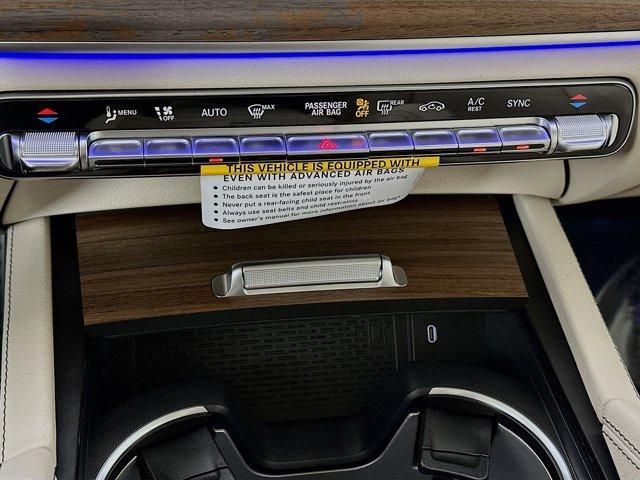 MENU
OFF
AUTO
MAX
PASSENGER
AIR BAG
OFF
REAR
A/C
REST
SYNC
THIS VEHICLE IS EQUIPPED WITH
EVEN WITH ADVANCED AIR BAGS
• Children can be killed or seriously injured by the air bag
• The back seat is the safest place for children
• Never put a rear-facing child seat in the front
• Always use seat belts and child restraints
• See owner's manual for more information about air bags